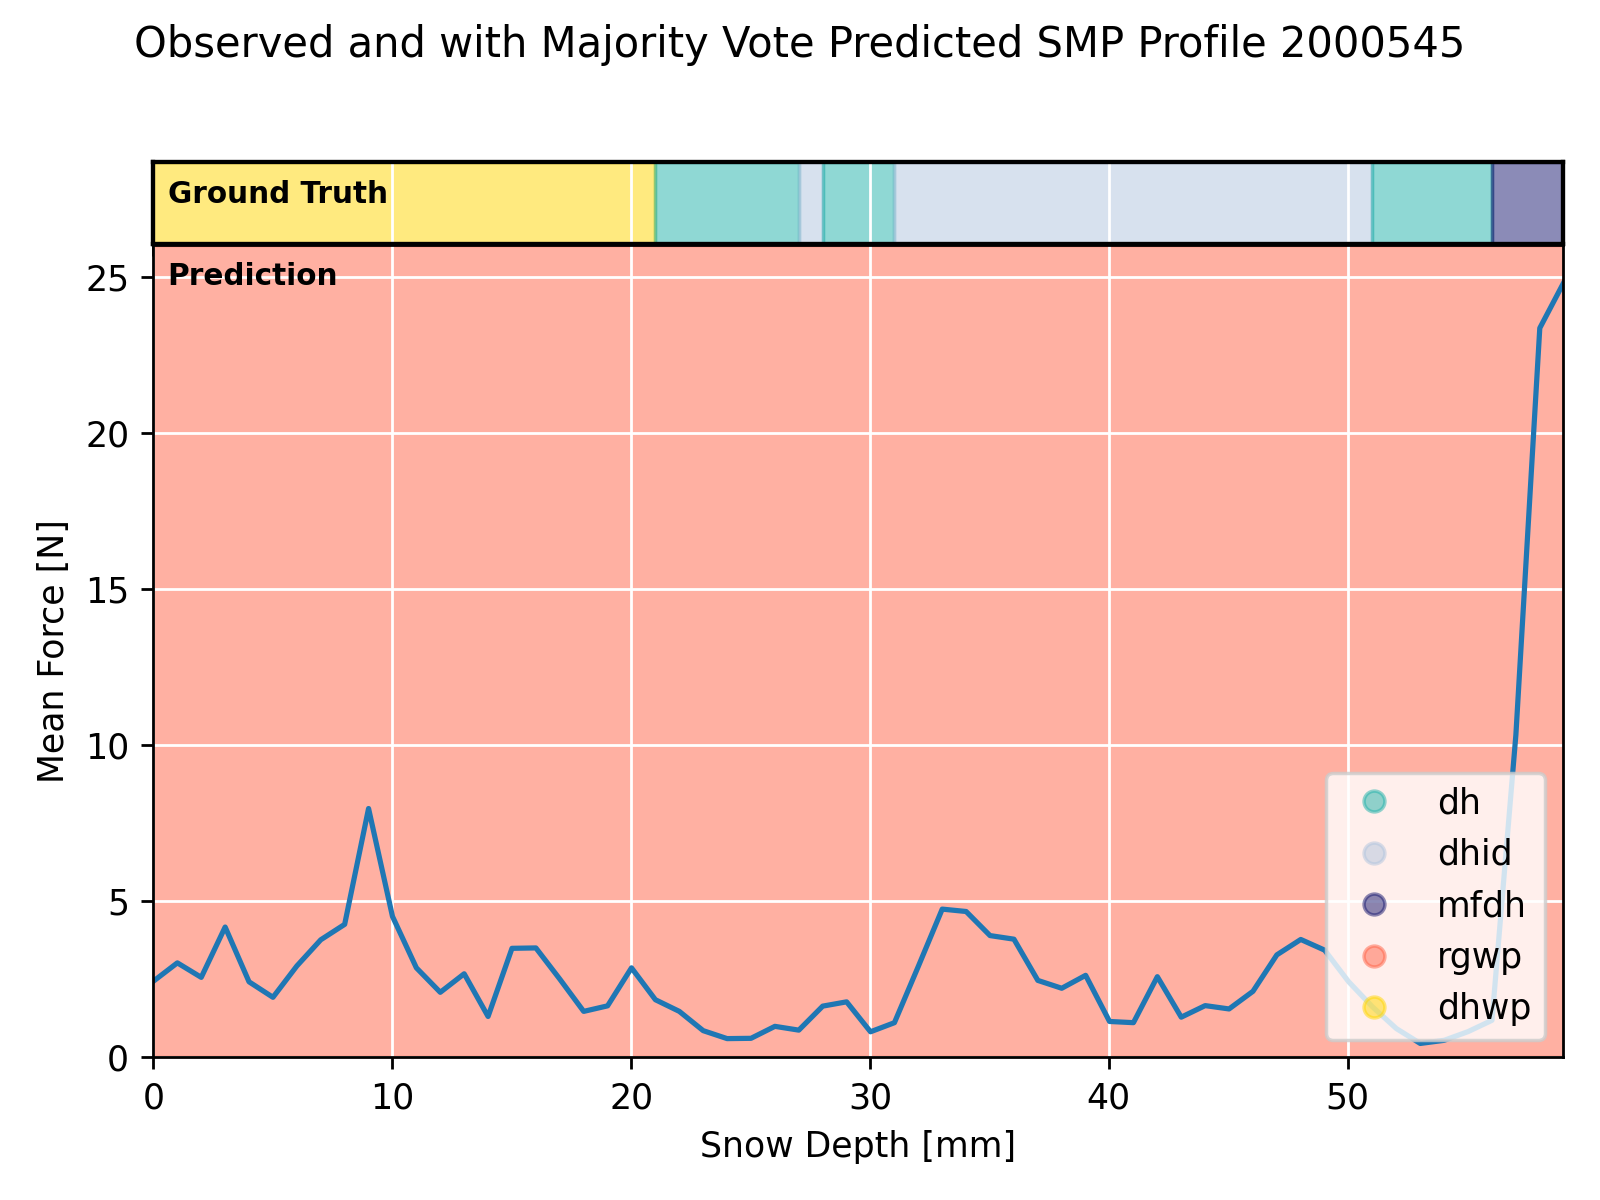 Observed and with Majority Vote Predicted SMP Profile 2000545
Ground Truth
Prediction
25
20
15
10
5
0
Mean Force [N]
dh
dhid
mfdh
rgwp
dhwp
0 10 20 30 40 50
Snow Depth [mm]